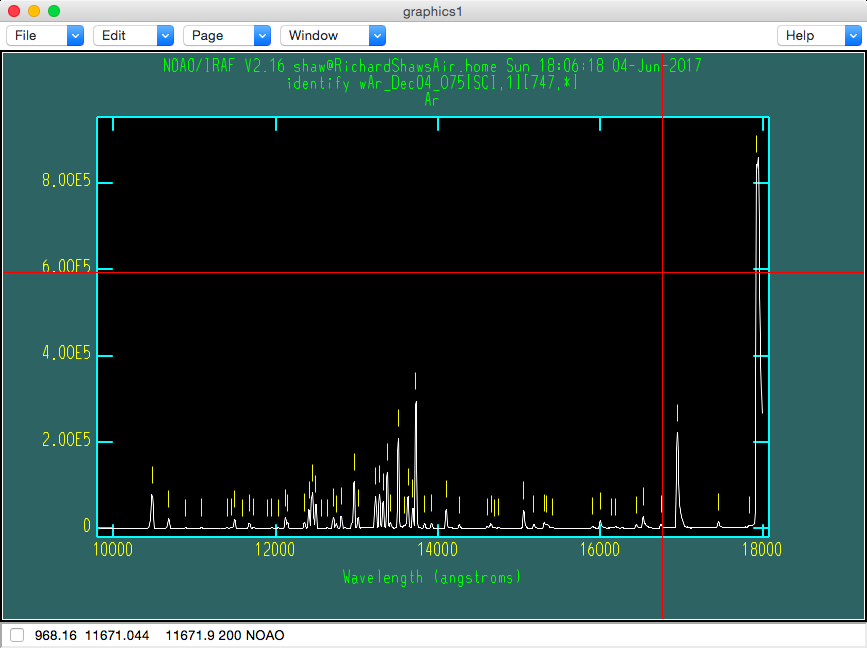 graphics1
File Edit Page Window Help
NOAO/IRAF V2.16 shaw@RichardShawsAir.home Sun 18:06:18 04-Jun-2017
identify wAr_Dec04_075[SCI,1][747,*]
Ar
8.00E5
6.00E5
4.00E5
2.00E5
0
10000 12000 14000 16000 18000
Wavelength (angstroms)
968.16 11671.044 11671.9 200 NOAO